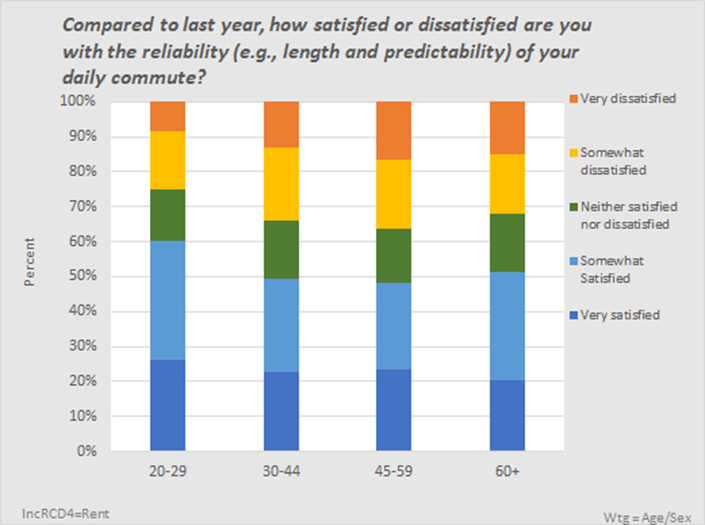 Compared to last year, how satisfied or dissatisfied are you
with the reliability (e.g., length and predictability) of your
daily commute?
100%
90%
80%
70%
60%
50%
40%
30%
20%
10%
0%
Percent
20-29
30-44
45-59
60+
Very dissatisfied
Somewhat
dissatisfied
Neither satisfied
nor dissatisfied
Somewhat
Satisfied
Very satisfied
IncRCD4=Rent
Wtg = Age/Sex